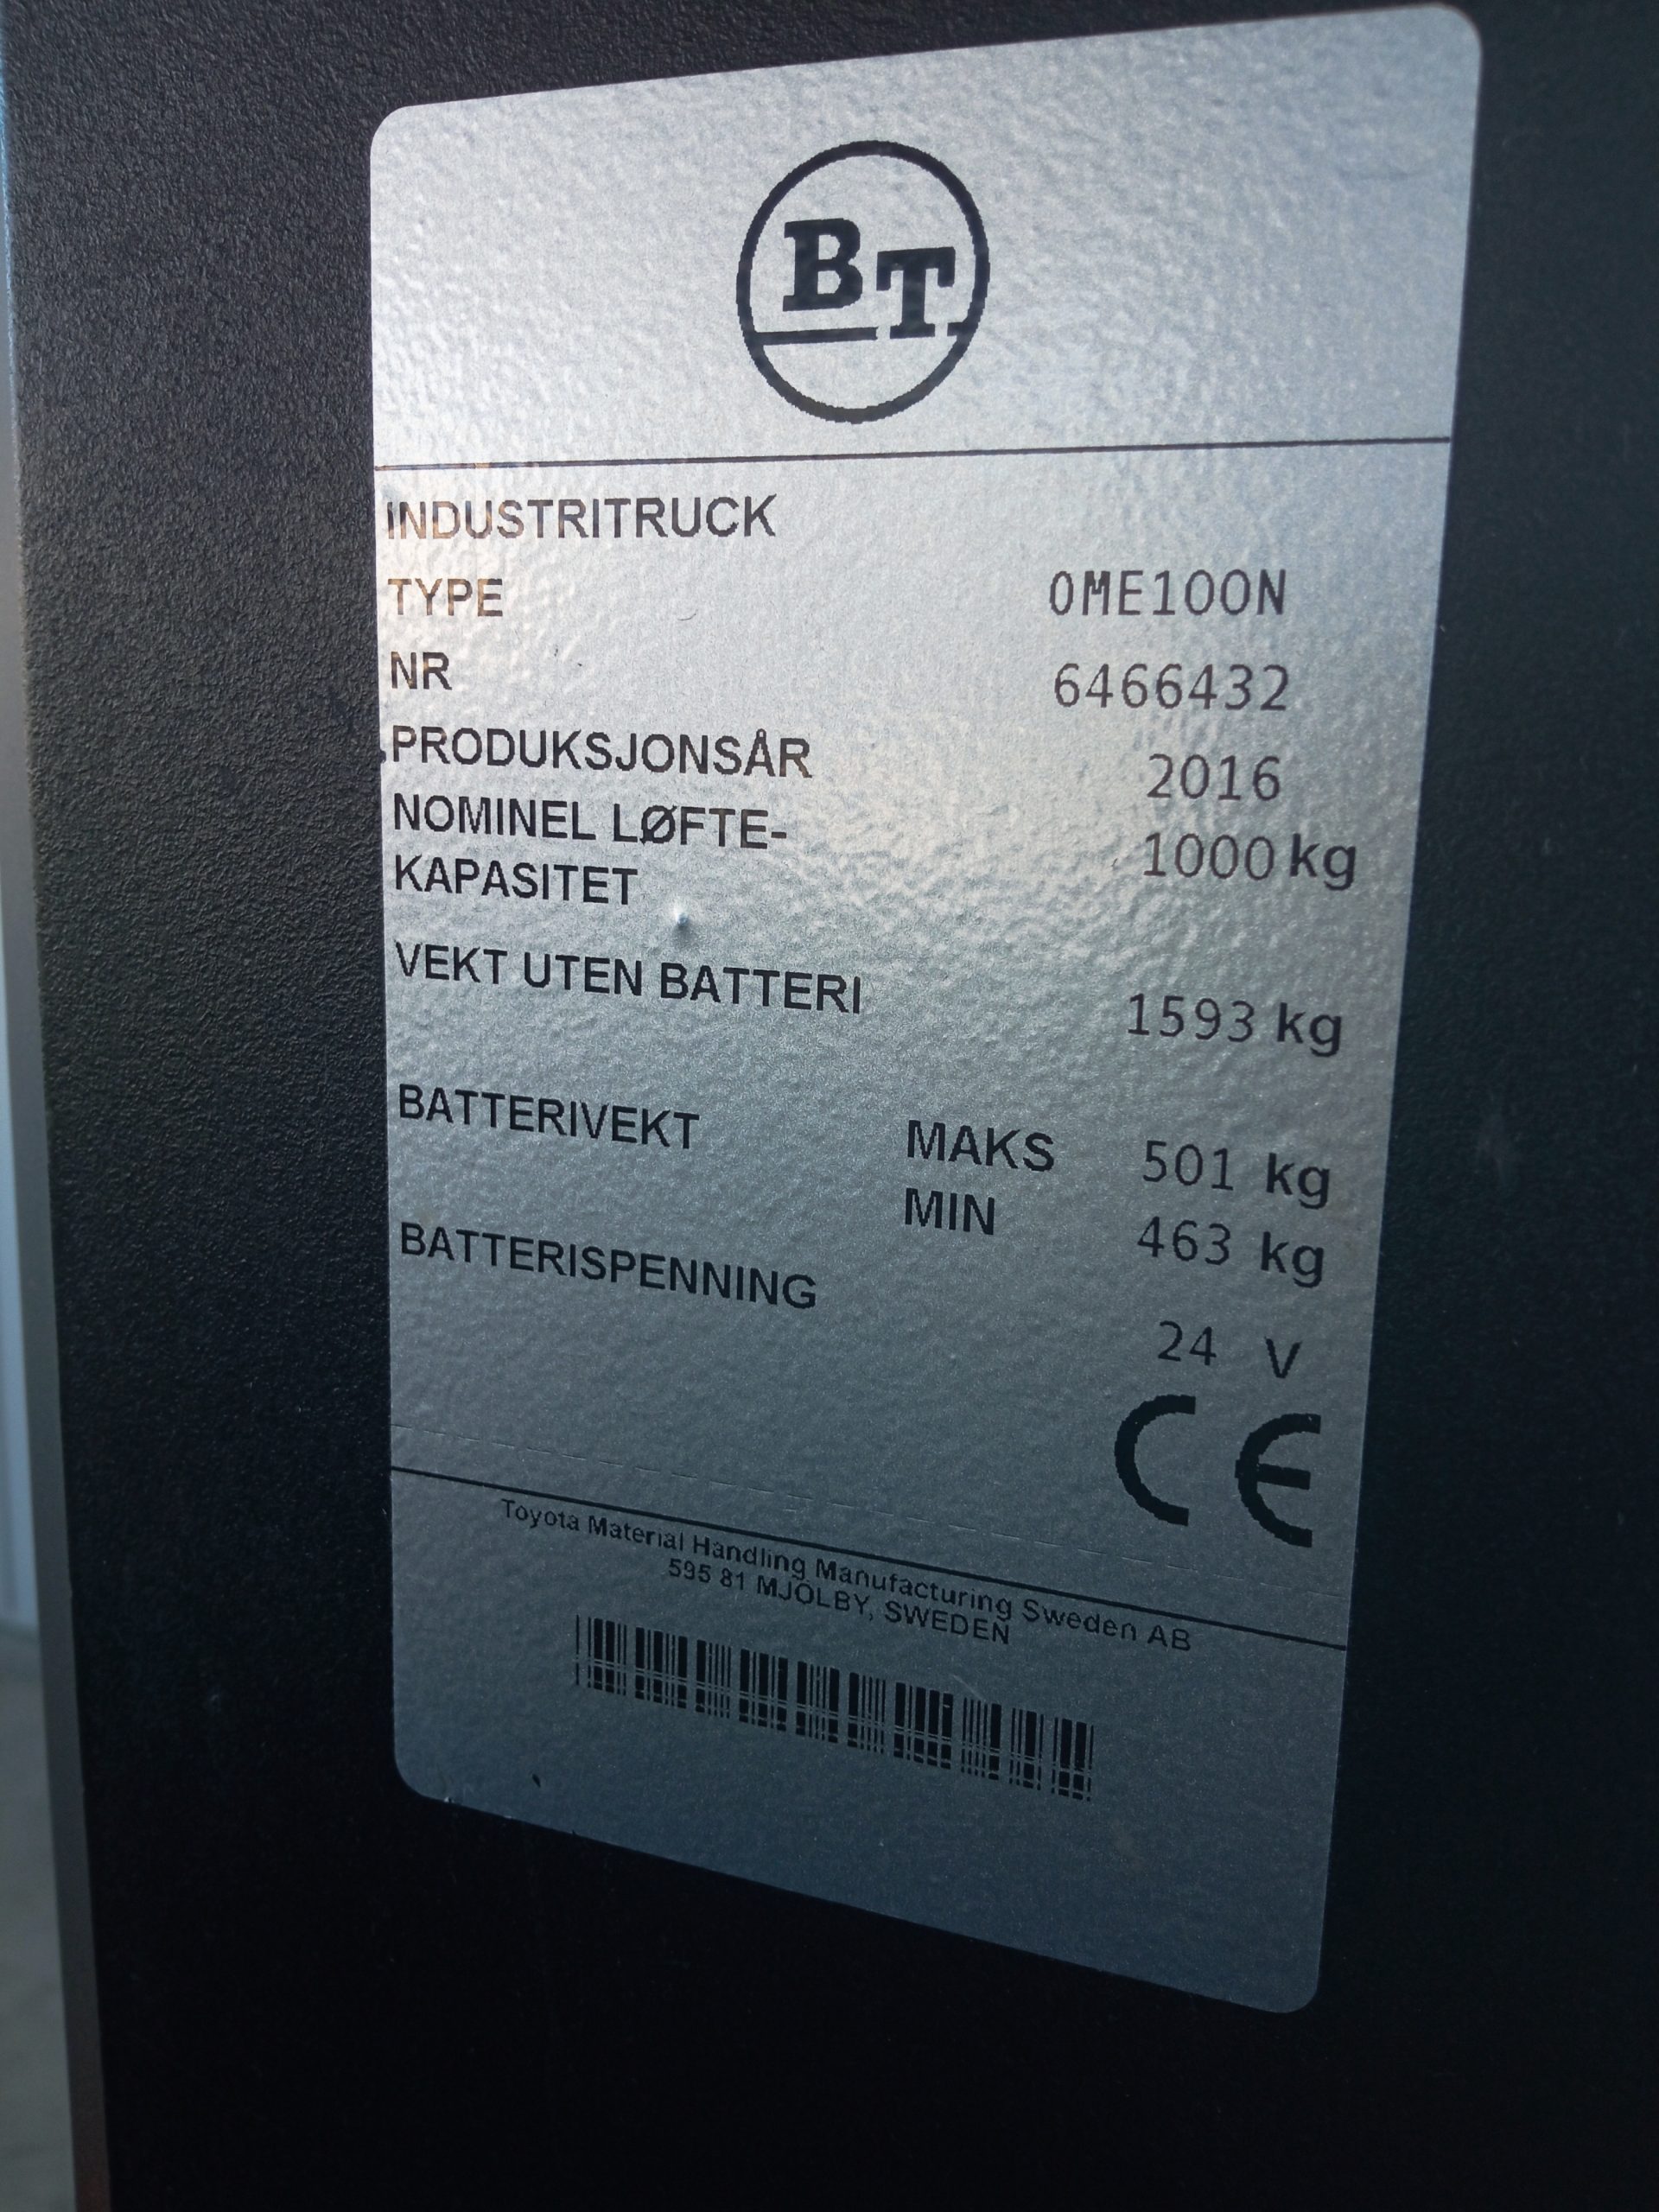 BT
INDUSTRITRUCK
TYPE OME100N
NR 6466432
PRODUKSJONSÅR 2016
NOMINEL LØFTE-
KAPASITET 1000 kg
VEKT UTEN BATTERI 1593 kg
BATTERIVEKT MAKS 501 kg
MIN 463 kg
BATTERISPENNING 24 V
CE
Toyota Material Handling Manufacturing Sweden AB
595 81 MJÖLBY, SWEDEN